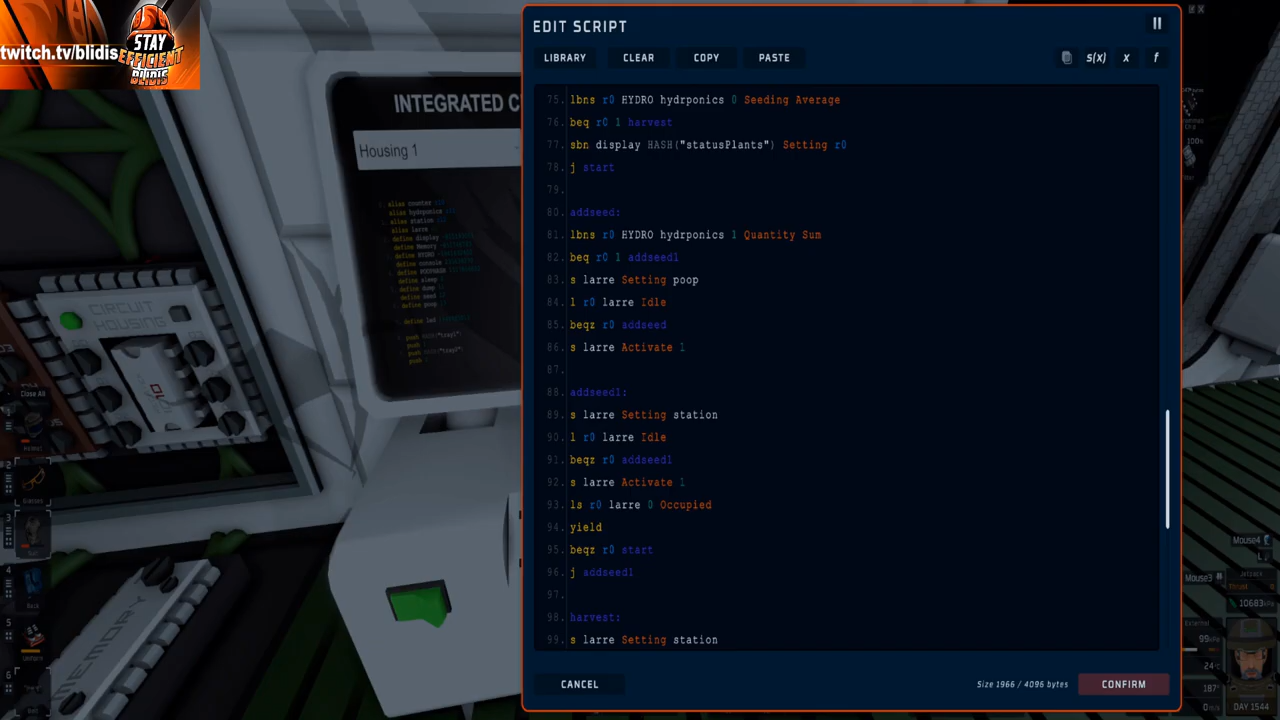 twitch.tv/blidis
STAY
EFFICIENT
BLIDIS
EDIT SCRIPT
LIBRARY
CLEAR
COPY
PASTE
S(X)
X
f
INTEGRATED C
Housing 1
CIRCUIT
HOUSING
MEMORY
75. lbns r0 HYDRO hydrponics 0 Seeding Average
76. beq r0 1 harvest
77. sbn display HASH("statusPlants") Setting r0
78. j start
79.
80. addseed:
81. lbns r0 HYDRO hydrponics 1 Quantity Sum
82. beq r0 1 addseed1
83. s larre Setting poop
84. l r0 larre Idle
85. beqz r0 addseed
86. s larre Activate 1
87.
88. addseed1:
89. s larre Setting station
90. l r0 larre Idle
91. beqz r0 addseed1
92. s larre Activate 1
93. ls r0 larre 0 Occupied
94. yield
95. beqz r0 start
96. j addseed1
97.
98. harvest:
99. s larre Setting station
CANCEL
Size 1966 / 4096 bytes
CONFIRM
Close All
Mouse4
Mouse3
10683kPa
External
DAY 1544